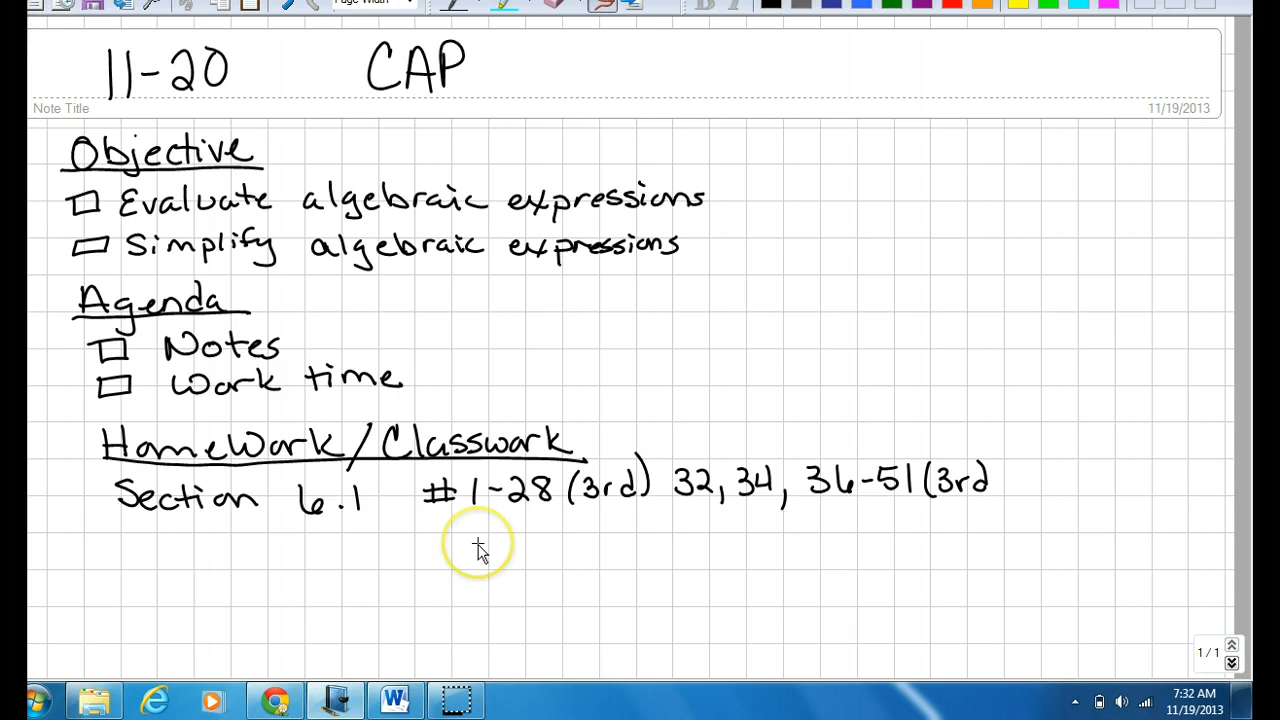 Page Width
11-20 CAP
Note Title 11/19/2013
Objective
Evaluate algebraic expressions
Simplify algebraic expressions
Agenda
Notes
Work time
HomeWork/Classwork
Section 6.1 #1-28 (3rd) 32, 34, 36-51(3rd
1/1
7:32 AM
11/19/2013